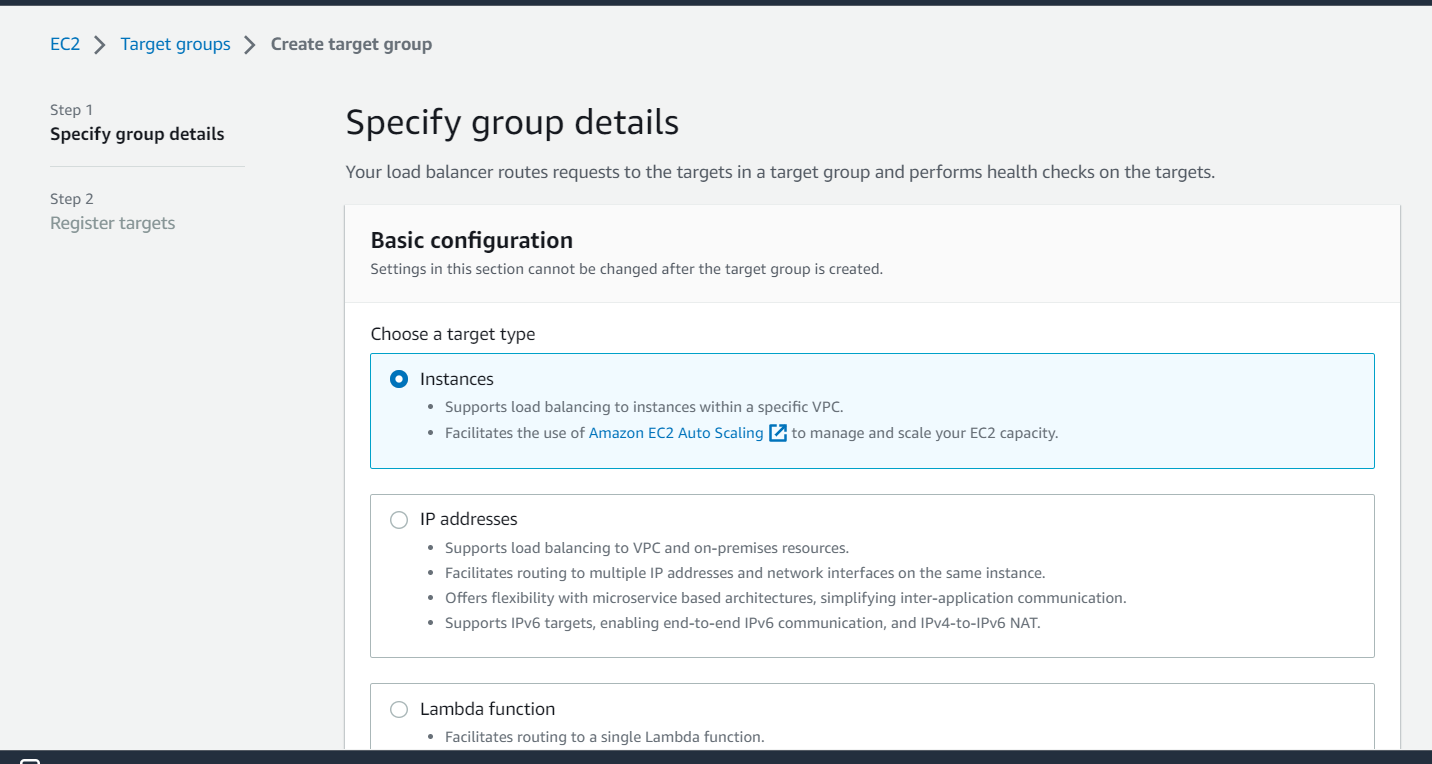 EC2 > Target groups > Create target group
Step 1
Specify group details
Step 2
Register targets
Specify group details
Your load balancer routes requests to the targets in a target group and performs health checks on the targets.
Basic configuration
Settings in this section cannot be changed after the target group is created.
Choose a target type
Instances
• Supports load balancing to instances within a specific VPC.
• Facilitates the use of Amazon EC2 Auto Scaling to manage and scale your EC2 capacity.
IP addresses
• Supports load balancing to VPC and on-premises resources.
• Facilitates routing to multiple IP addresses and network interfaces on the same instance.
• Offers flexibility with microservice based architectures, simplifying inter-application communication.
• Supports IPv6 targets, enabling end-to-end IPv6 communication, and IPv4-to-IPv6 NAT.
Lambda function
• Facilitates routing to a single Lambda function.